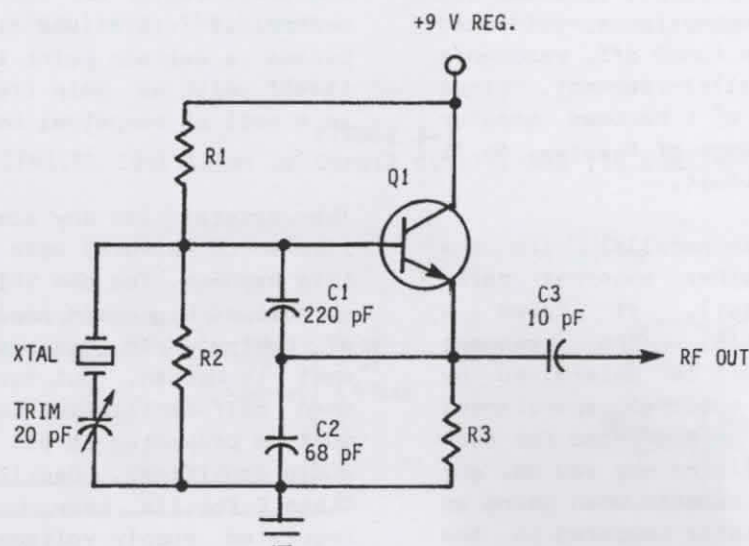 +9 V REG.
R1
Q1
C1
220 pF
C3
10 pF
XTAL
R2
RF OUT
TRIM
20 pF
C2
68 pF
R3